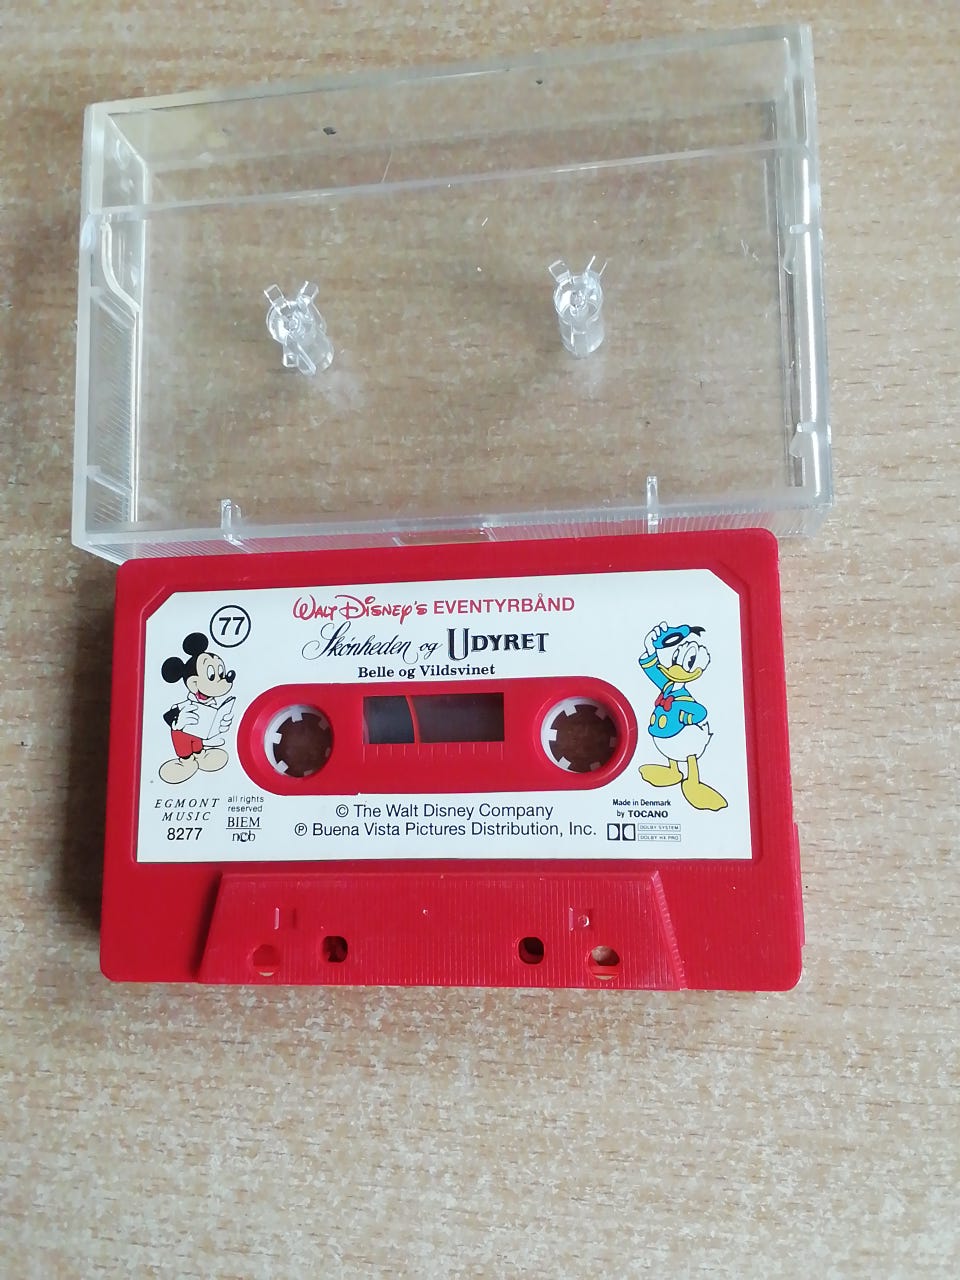 77
WALT DISNEY'S EVENTYRBÅND
Skønheden og UDYRET
Belle og Vildsvinet
EGMONT
MUSIC
8277
all rights
reserved
BIEM
ncb
© The Walt Disney Company
℗ Buena Vista Pictures Distribution, Inc.
Made in Denmark
by TOCANO
DOLBY SYSTEM
DOLBY HX PRO